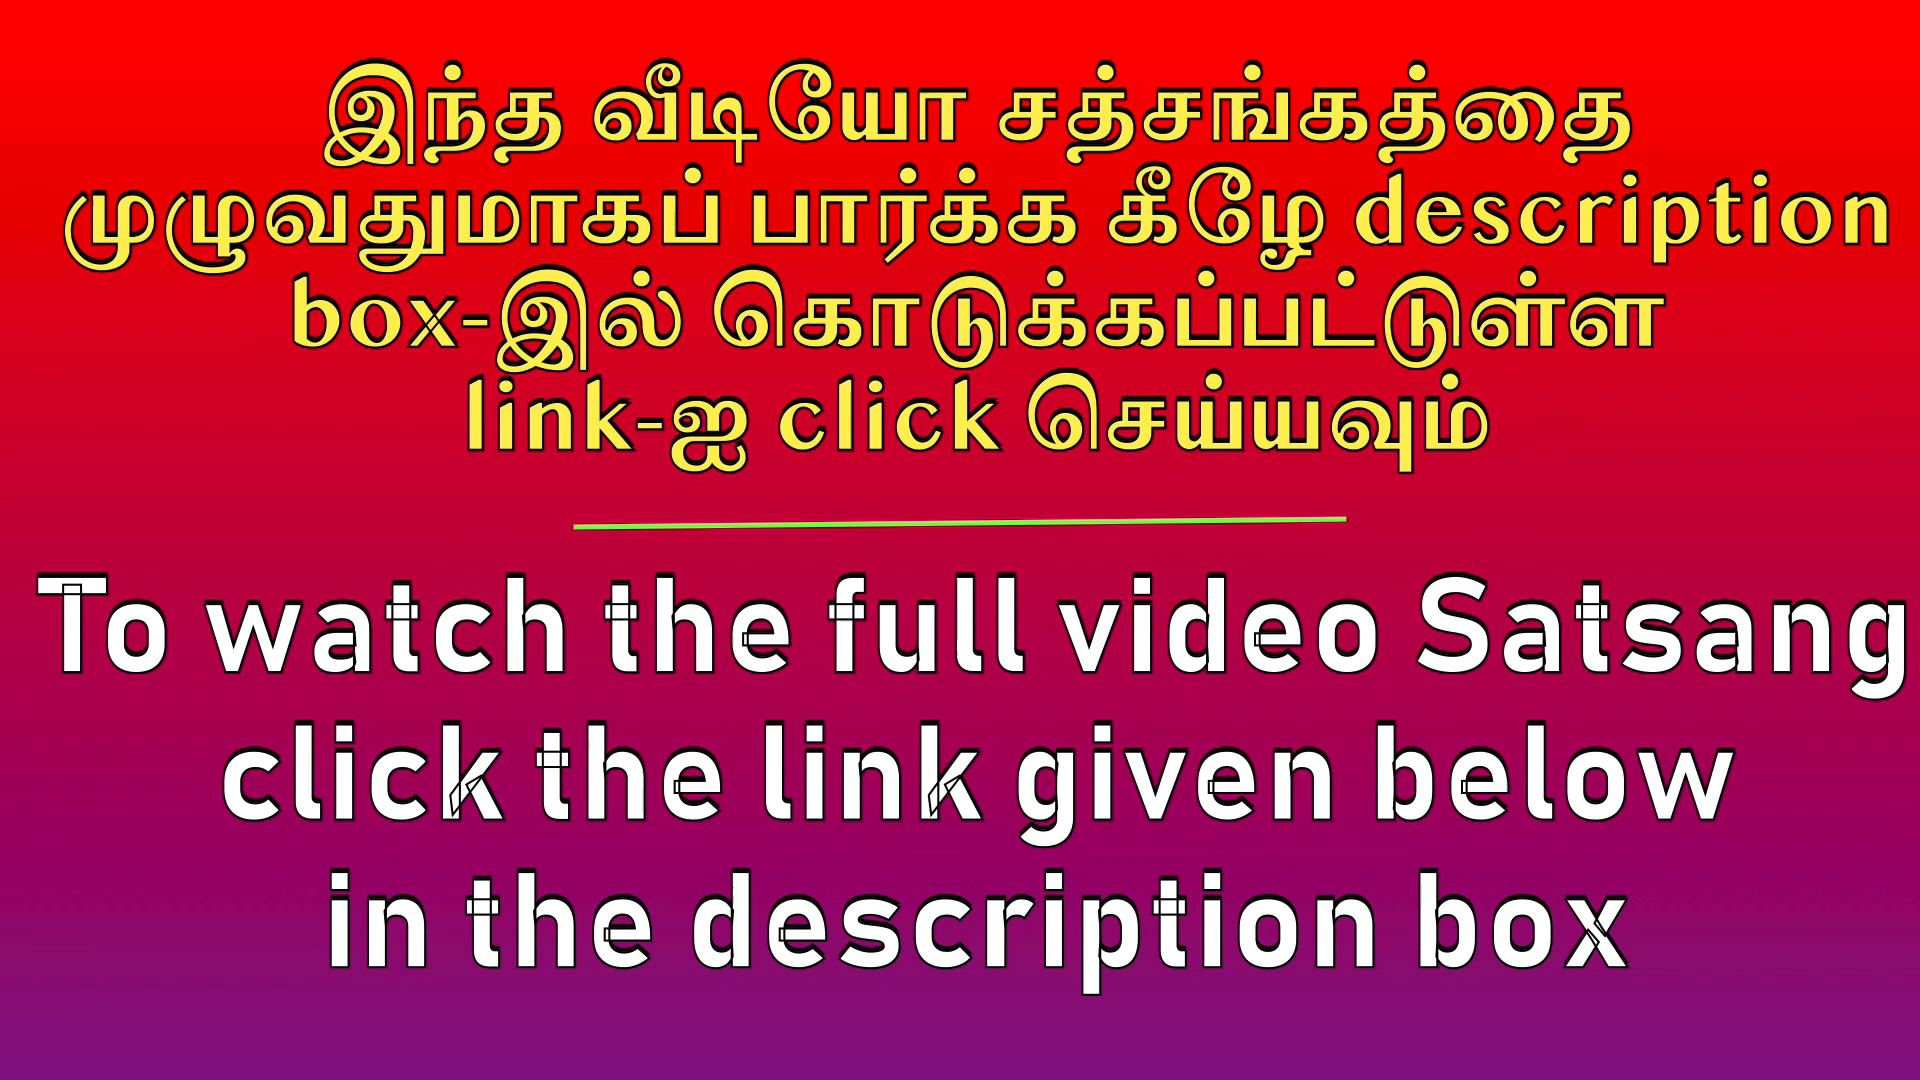 இந்த வீடியோ சத்சங்கத்தை
முழுவதுமாகப் பார்க்க கீழே description
box-இல் கொடுக்கப்பட்டுள்ள
link-ஐ click செய்யவும்
To watch the full video Satsang
click the link given below
in the description box